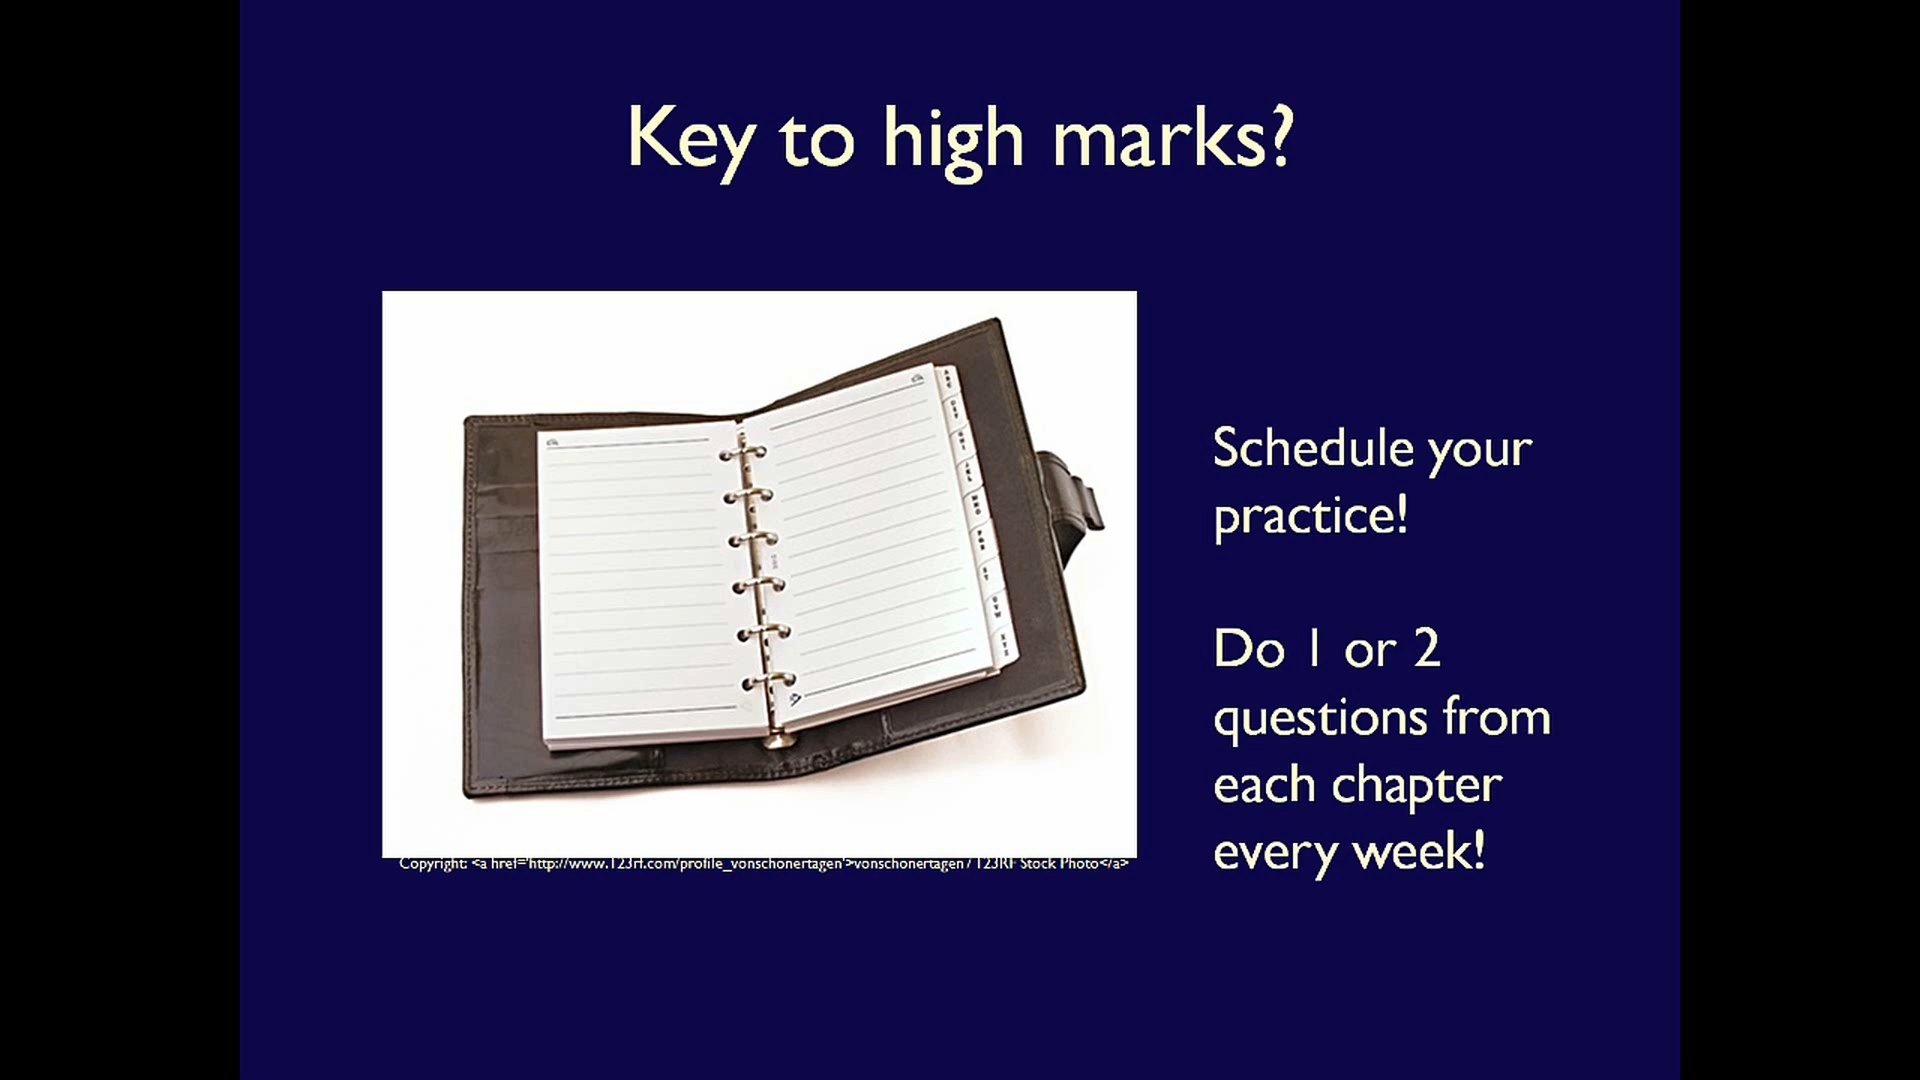 Key to high marks?
Schedule your
practice!
Do 1 or 2
questions from
each chapter
every week!
Copyright: <a href='http://www.123rf.com/profile_vonschonertagen'>vonschonertagen / 123RF Stock Photo</a>